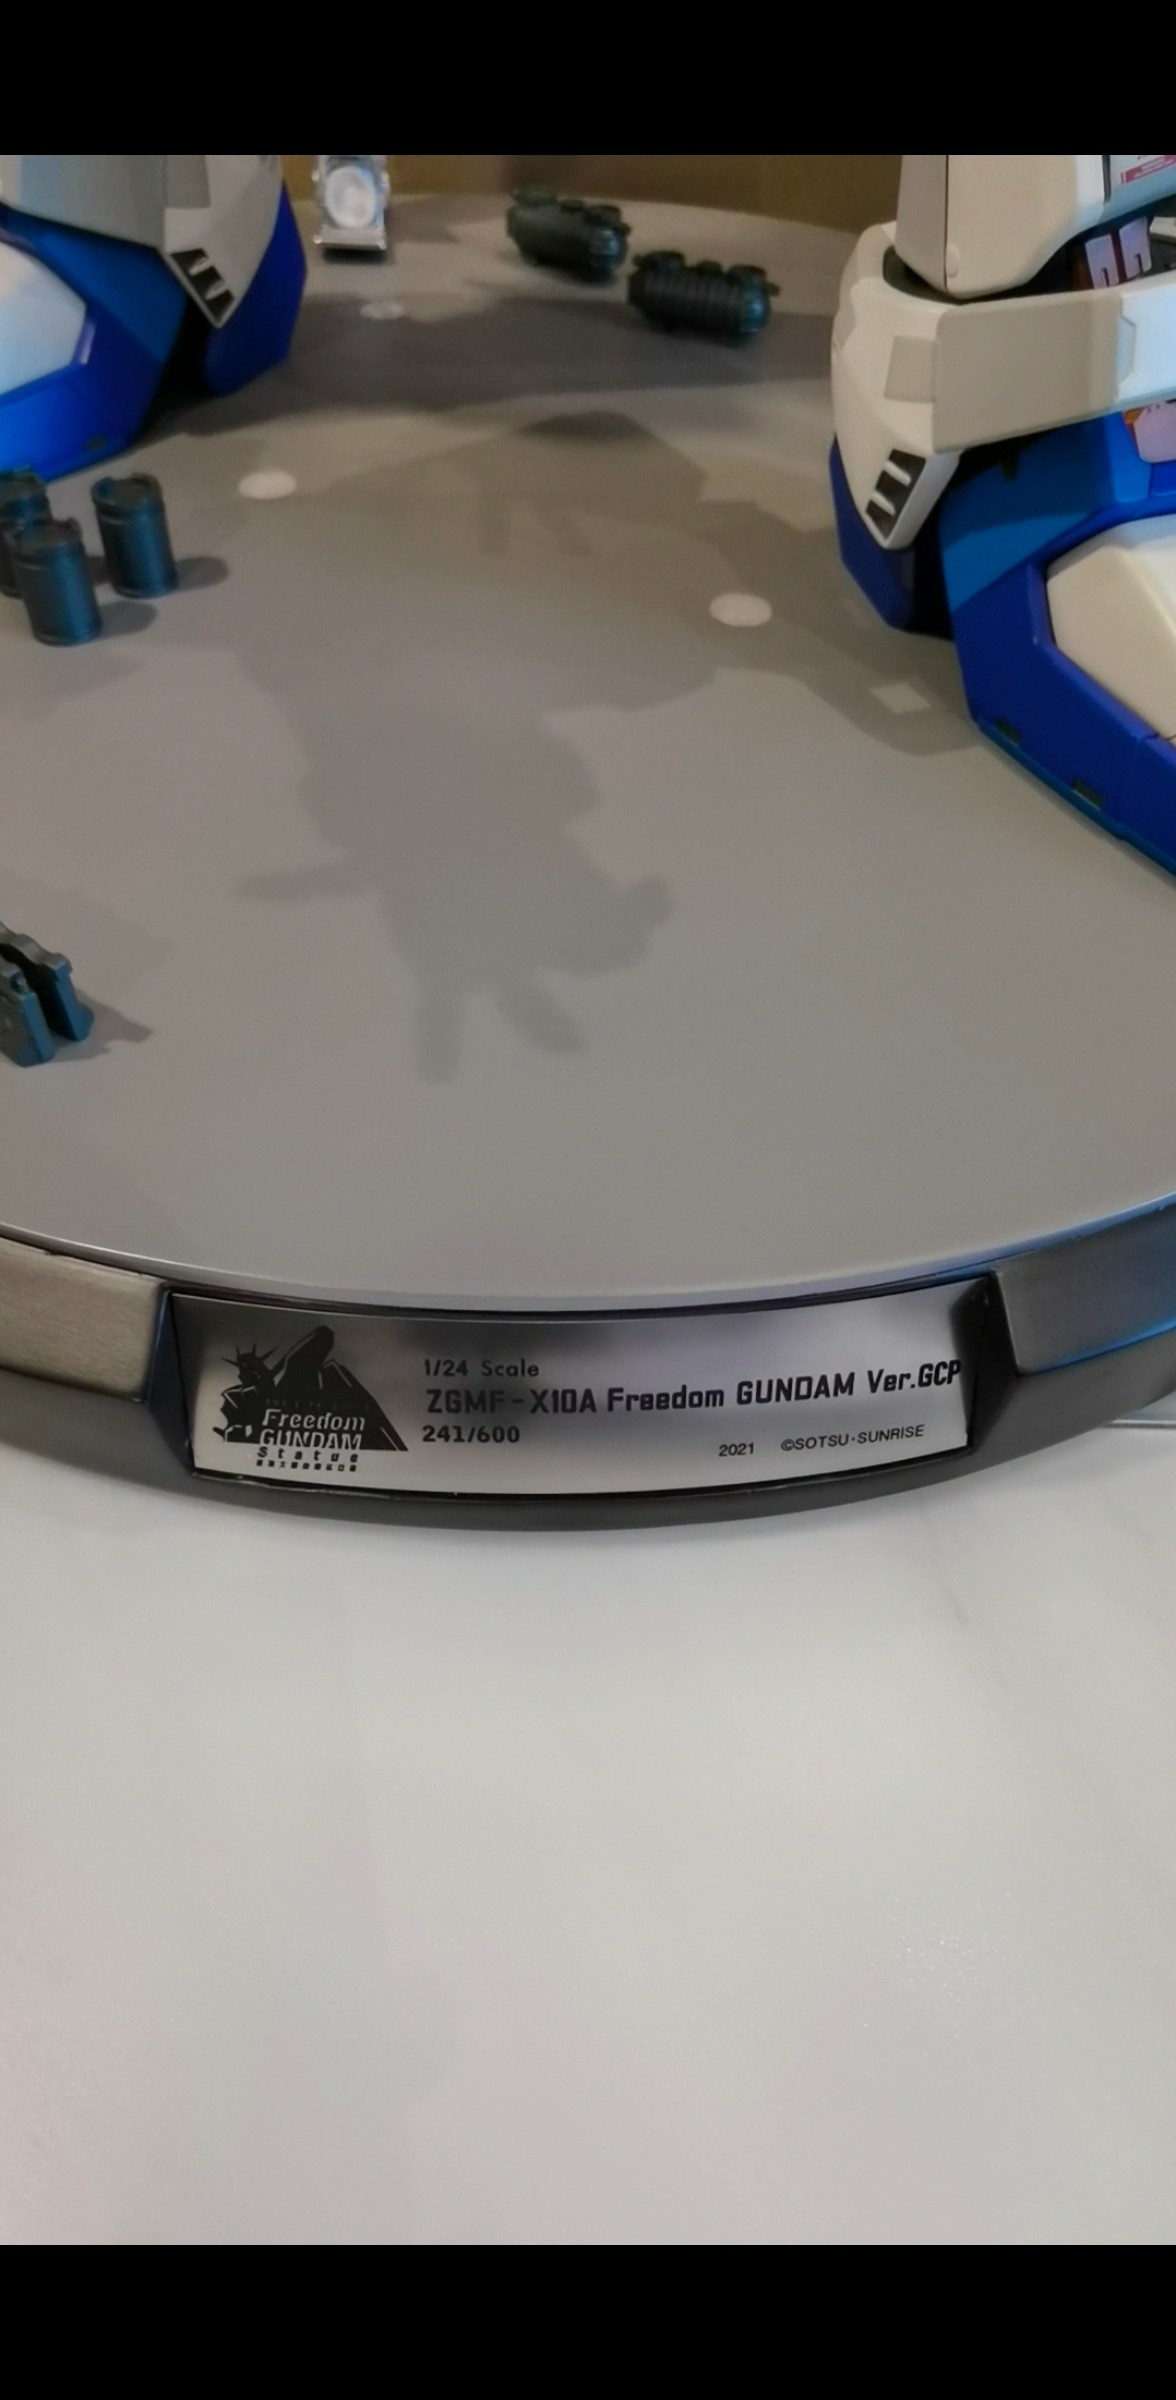 Freedom
GUNDAM
Statue
1/24 Scale
ZGMF-X10A Freedom GUNDAM Ver.GCP
241/600
2021 ©SOTSU・SUNRISE